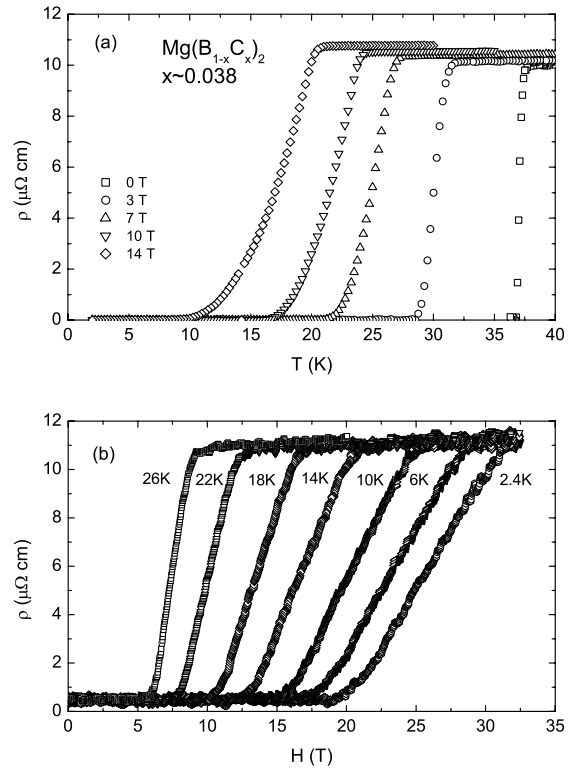 (a)
Mg(B₁₋ₓCₓ)₂
x~0.038
0 T
3 T
7 T
10 T
14 T
ρ (μΩ cm)
12
10
8
6
4
2
0
0 5 10 15 20 25 30 35 40
T (K)
(b)
26K 22K 18K 14K 10K 6K 2.4K
ρ (μΩ cm)
12
10
8
6
4
2
0
0 5 10 15 20 25 30 35
H (T)